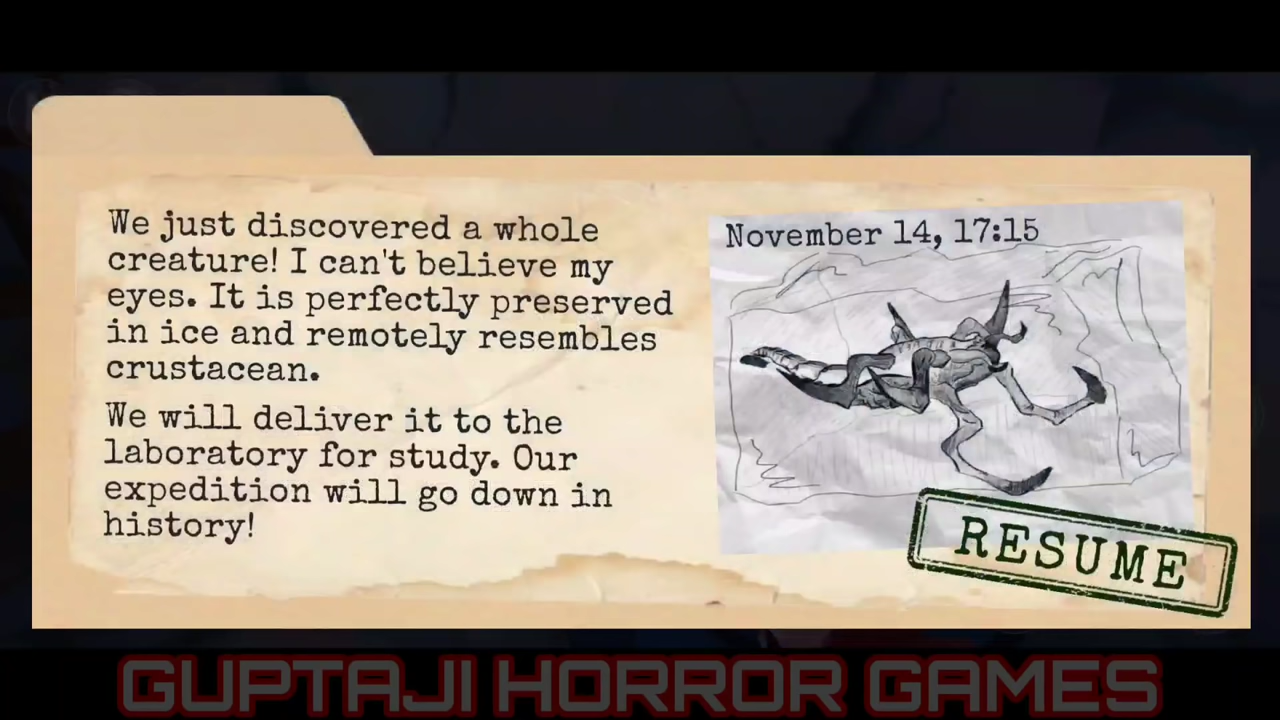 We just discovered a whole
creature! I can't believe my
eyes. It is perfectly preserved
in ice and remotely resembles
crustacean.
We will deliver it to the
laboratory for study. Our
expedition will go down in
history!
November 14, 17:15
RESUME
GUPTAJI HORROR GAMES